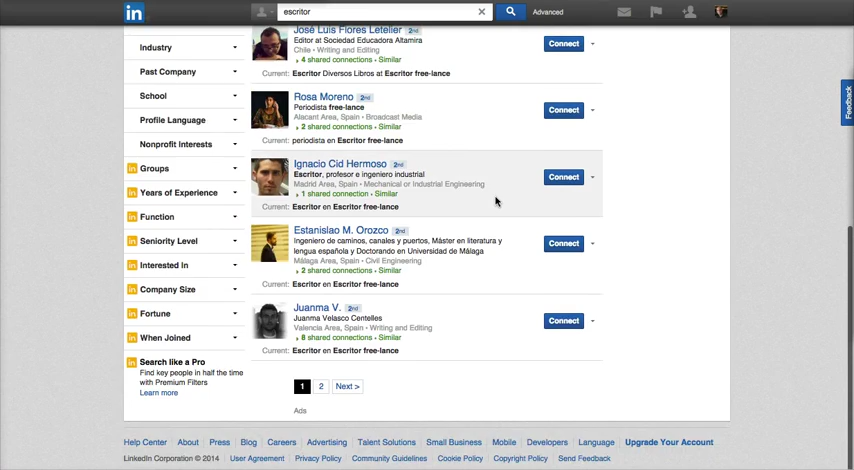 in
escritor
Advanced
Industry
Past Company
School
Profile Language
Nonprofit Interests
in Groups
in Years of Experience
in Function
in Seniority Level
in Interested In
in Company Size
in Fortune
in When Joined
in Search like a Pro
Find key people in half the time
with Premium Filters
Learn more
José Luis Flores Letelier 2nd
Editor at Sociedad Educadora Altamira
Chile • Writing and Editing
4 shared connections • Similar
Current: Escritor Diversos Libros at Escritor free-lance
Connect
Rosa Moreno 2nd
Periodista free-lance
Alacant Area, Spain • Broadcast Media
2 shared connections • Similar
Current: periodista en Escritor free-lance
Connect
Ignacio Cid Hermoso 2nd
Escritor, profesor e ingeniero industrial
Madrid Area, Spain • Mechanical or Industrial Engineering
1 shared connection • Similar
Current: Escritor en Escritor free-lance
Connect
Estanislao M. Orozco 2nd
Ingeniero de caminos, canales y puertos, Máster en literatura y
lengua española y Doctorando en Universidad de Málaga
Málaga Area, Spain • Civil Engineering
2 shared connections • Similar
Current: Escritor en Escritor free-lance
Connect
Juanma V. 2nd
Juanma Velasco Centelles
Valencia Area, Spain • Writing and Editing
8 shared connections • Similar
Current: Escritor en Escritor free-lance
Connect
1 2 Next >
Ads
Feedback
Help Center About Press Blog Careers Advertising Talent Solutions Small Business Mobile Developers Language Upgrade Your Account
LinkedIn Corporation © 2014 User Agreement Privacy Policy Community Guidelines Cookie Policy Copyright Policy Send Feedback